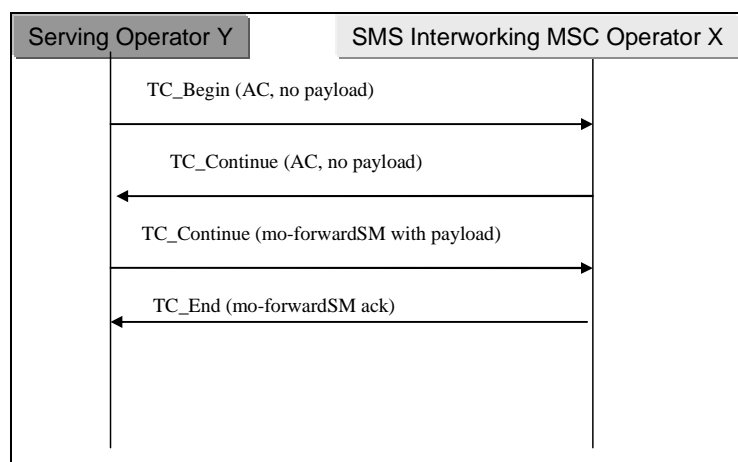 Serving Operator Y
SMS Interworking MSC Operator X
TC_Begin (AC, no payload)
TC_Continue (AC, no payload)
TC_Continue (mo-forwardSM with payload)
TC_End (mo-forwardSM ack)